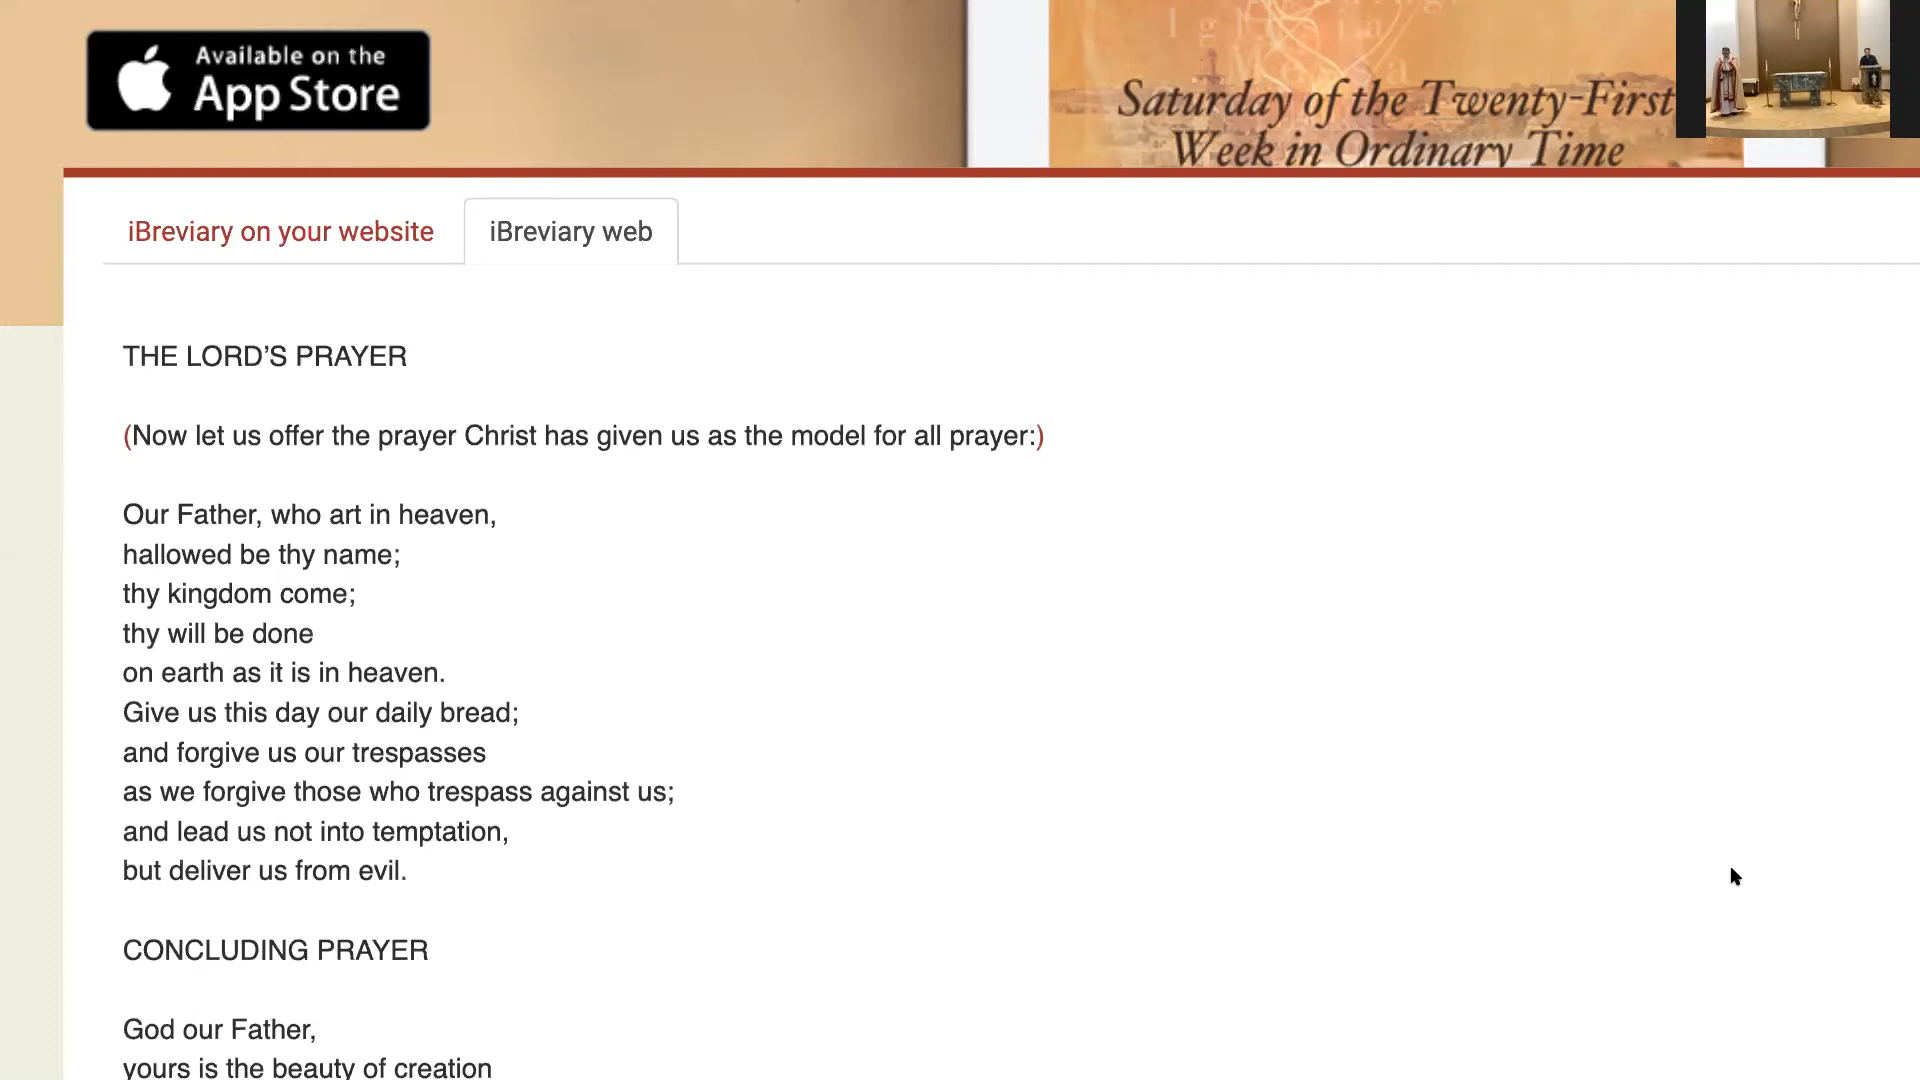 Available on the
App Store
Iglesia
Saturday of the Twenty-First
Week in Ordinary Time
iBreviary on your website
iBreviary web
THE LORD’S PRAYER
(Now let us offer the prayer Christ has given us as the model for all prayer:)
Our Father, who art in heaven,
hallowed be thy name;
thy kingdom come;
thy will be done
on earth as it is in heaven.
Give us this day our daily bread;
and forgive us our trespasses
as we forgive those who trespass against us;
and lead us not into temptation,
but deliver us from evil.
CONCLUDING PRAYER
God our Father,
yours is the beauty of creation